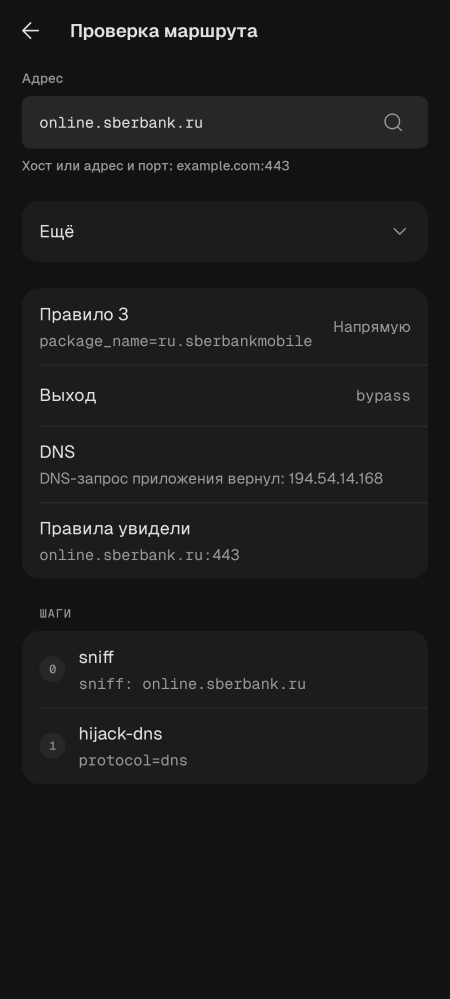 Проверка маршрута
Адрес
online.sberbank.ru
Хост или адрес и порт: example.com:443
Ещё
Правило 3
package_name=ru.sberbankmobile
Напрямую
Выход
bypass
DNS
DNS-запрос приложения вернул: 194.54.14.168
Правила увидели
online.sberbank.ru:443
ШАГИ
0
sniff
sniff: online.sberbank.ru
1
hijack-dns
protocol=dns